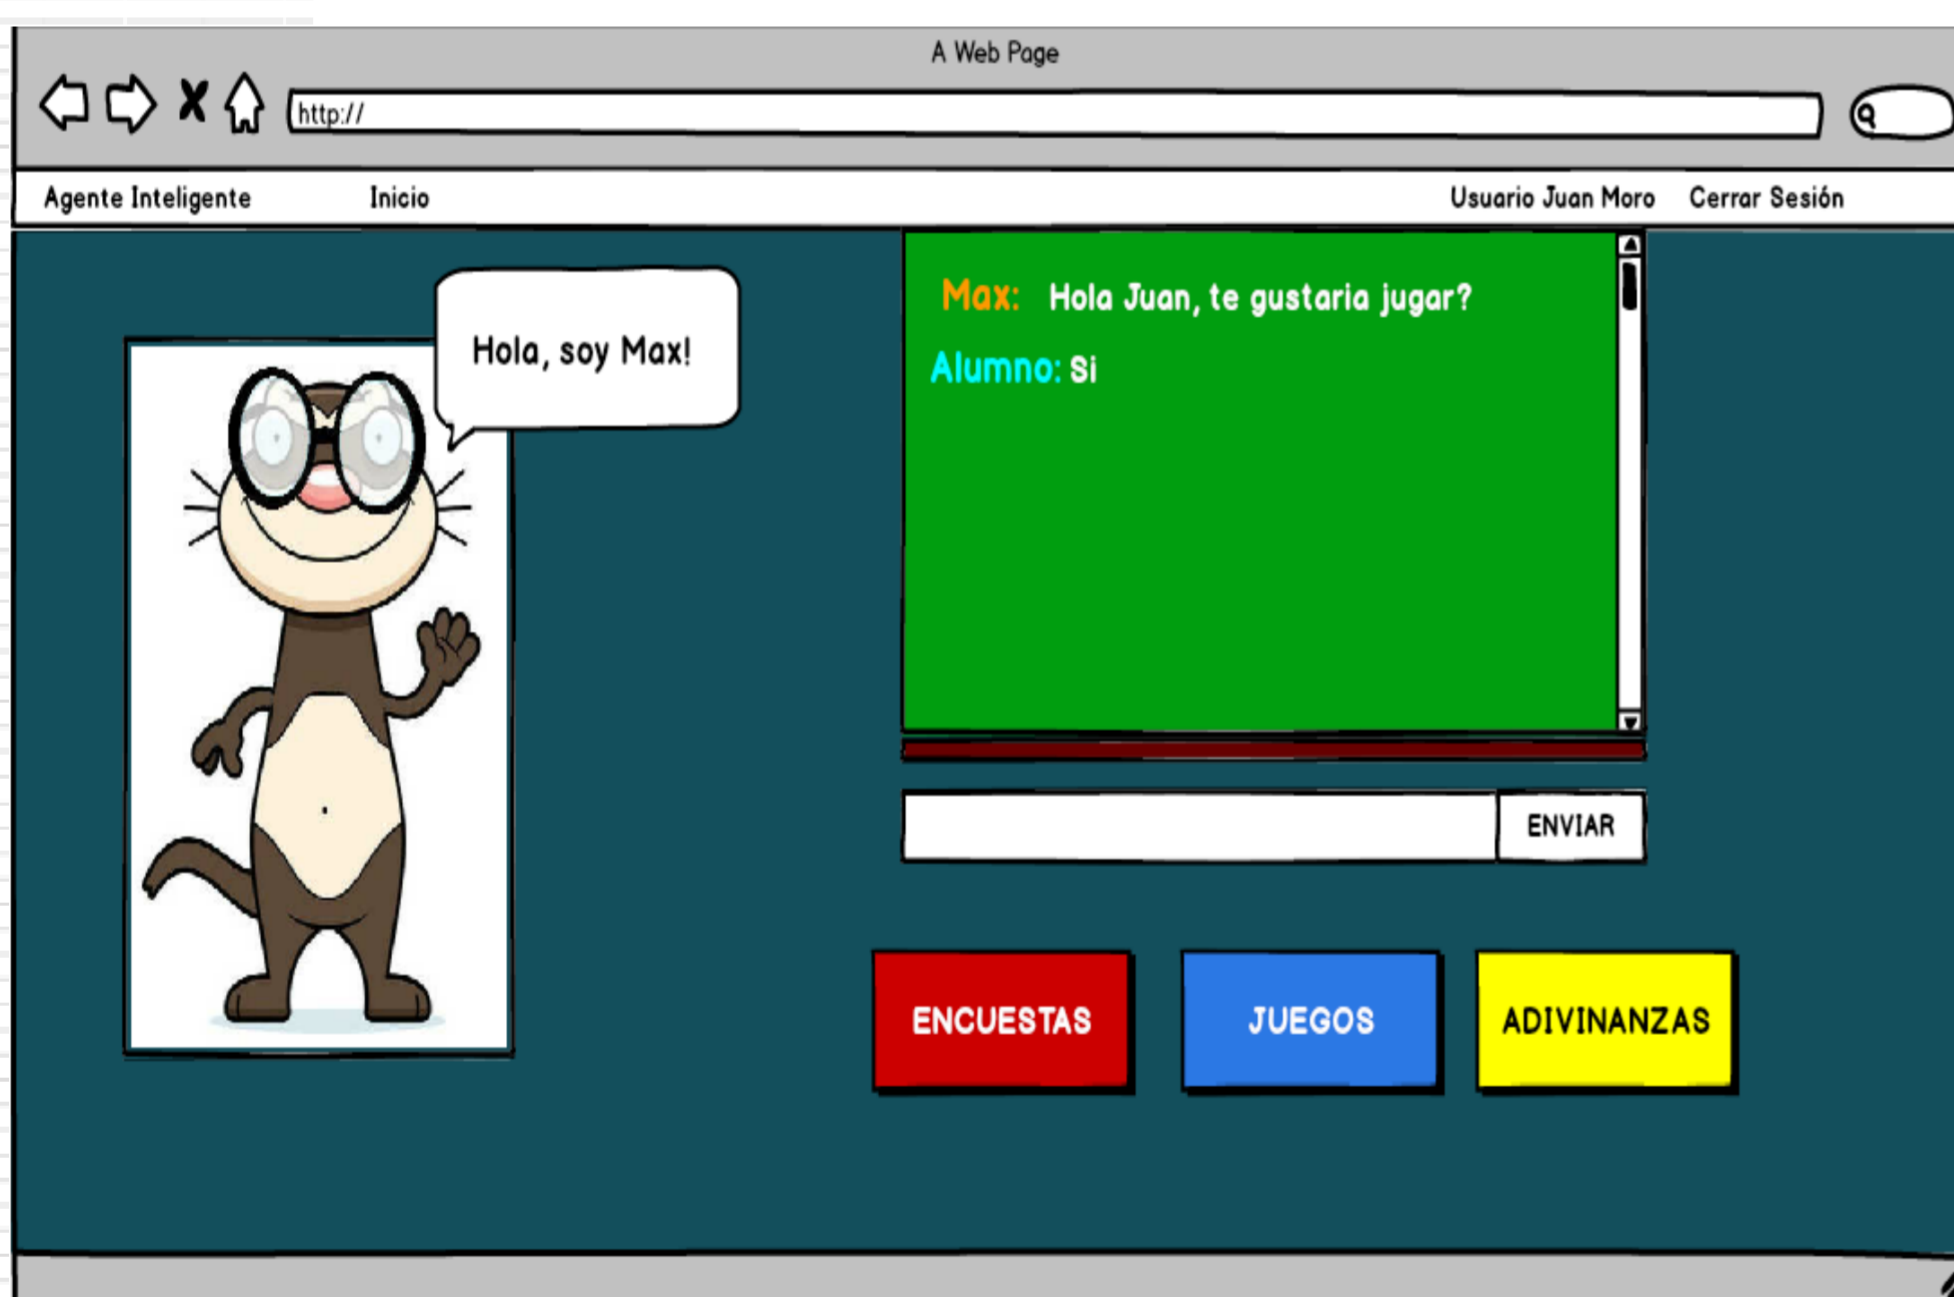 A Web Page
http://
Agente Inteligente Inicio Usuario Juan Moro Cerrar Sesión
Hola, soy Max!
Max: Hola Juan, te gustaria jugar?
Alumno: Si
ENVIAR
ENCUESTAS JUEGOS ADIVINANZAS